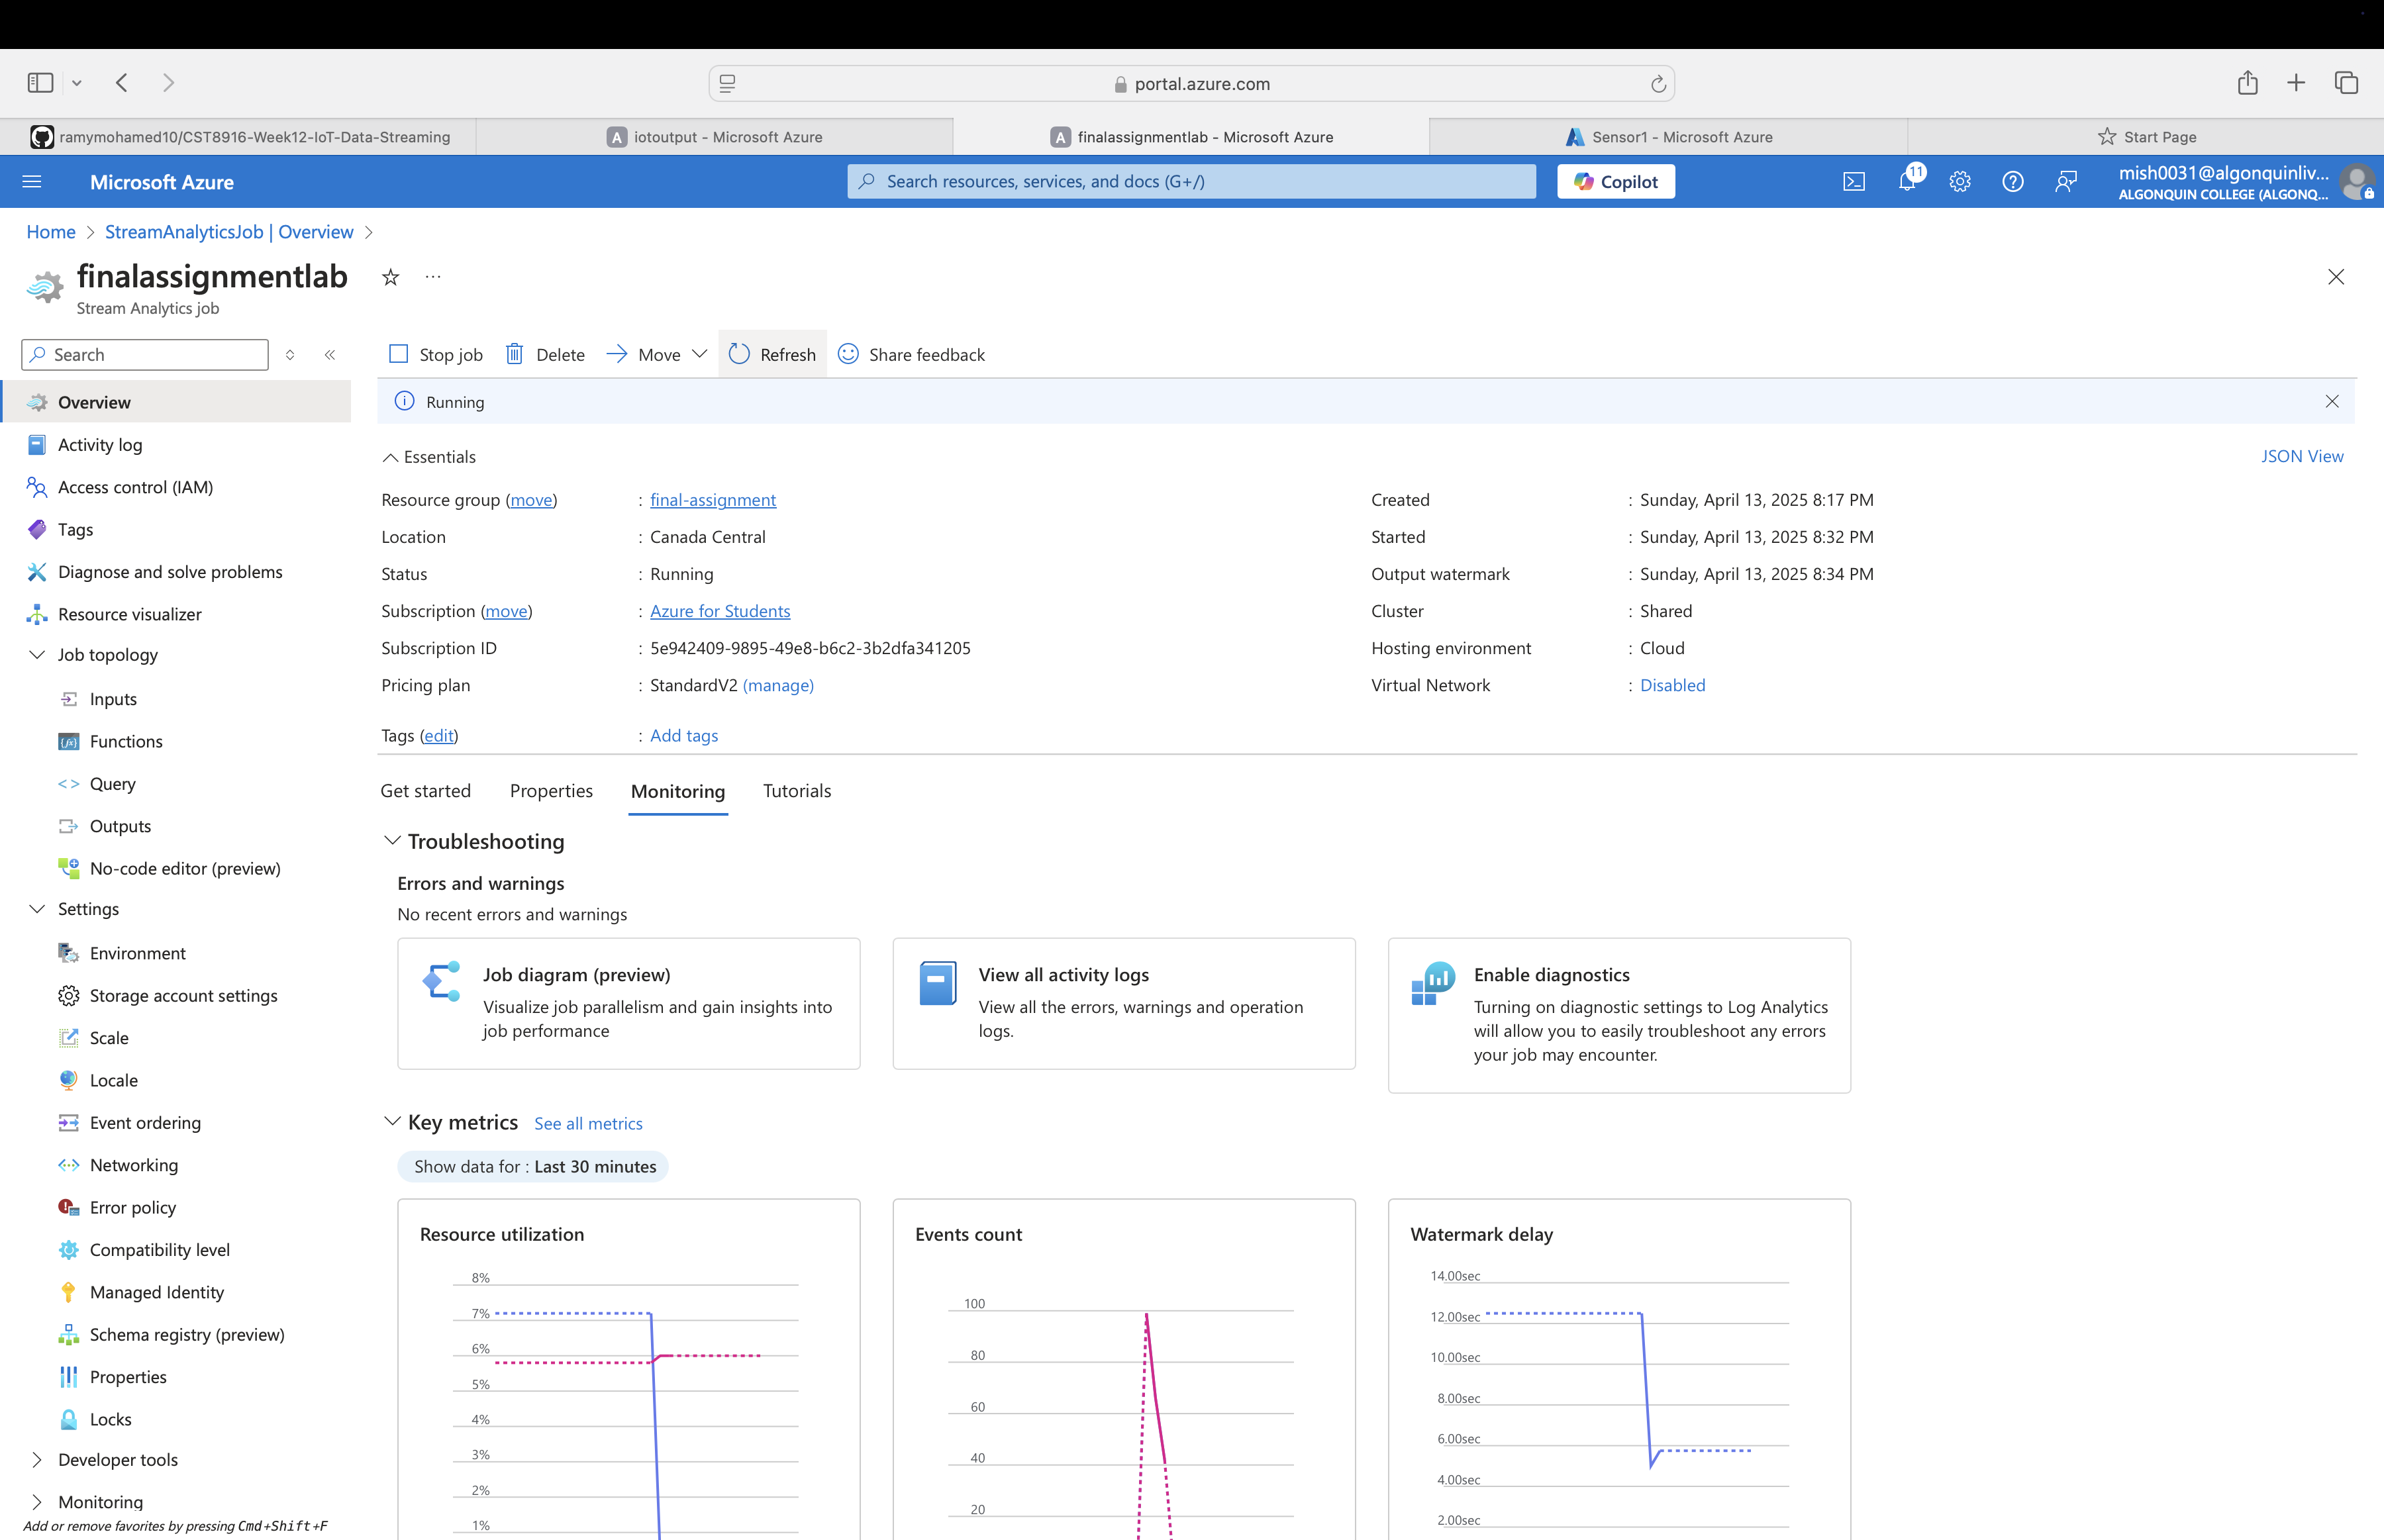 portal.azure.com
ramymohamed10/CST8916-Week12-IoT-Data-Streaming
A iotoutput - Microsoft Azure
A finalassignmentlab - Microsoft Azure
Sensor1 - Microsoft Azure
Start Page
Microsoft Azure
Search resources, services, and docs (G+/)
Copilot
11
mish0031@algonquinliv...
ALGONQUIN COLLEGE (ALGONQ...
Home > StreamAnalyticsJob | Overview >
finalassignmentlab
Stream Analytics job
Search
Stop job
Delete
Move
Refresh
Share feedback
Running
Essentials
JSON View
Resource group (move) : final-assignment
Location : Canada Central
Status : Running
Subscription (move) : Azure for Students
Subscription ID : 5e942409-9895-49e8-b6c2-3b2dfa341205
Pricing plan : StandardV2 (manage)
Created : Sunday, April 13, 2025 8:17 PM
Started : Sunday, April 13, 2025 8:32 PM
Output watermark : Sunday, April 13, 2025 8:34 PM
Cluster : Shared
Hosting environment : Cloud
Virtual Network : Disabled
Tags (edit) : Add tags
Overview
Activity log
Access control (IAM)
Tags
Diagnose and solve problems
Resource visualizer
Job topology
Inputs
Functions
Query
Outputs
No-code editor (preview)
Settings
Environment
Storage account settings
Scale
Locale
Event ordering
Networking
Error policy
Compatibility level
Managed Identity
Schema registry (preview)
Properties
Locks
Developer tools
Monitoring
Add or remove favorites by pressing Cmd+Shift+F
Get started
Properties
Monitoring
Tutorials
Troubleshooting
Errors and warnings
No recent errors and warnings
Job diagram (preview)
Visualize job parallelism and gain insights into
job performance
View all activity logs
View all the errors, warnings and operation
logs.
Enable diagnostics
Turning on diagnostic settings to Log Analytics
will allow you to easily troubleshoot any errors
your job may encounter.
Key metrics
See all metrics
Show data for : Last 30 minutes
Resource utilization
8%
7%
6%
5%
4%
3%
2%
1%
Events count
100
80
60
40
20
Watermark delay
14.00sec
12.00sec
10.00sec
8.00sec
6.00sec
4.00sec
2.00sec